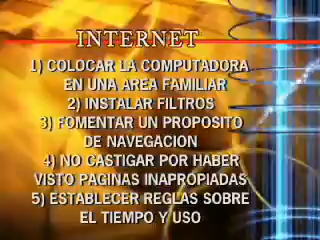 INTERNET
1) COLOCAR LA COMPUTADORA
EN UNA AREA FAMILIAR
2) INSTALAR FILTROS
3) FOMENTAR UN PROPOSITO
DE NAVEGACION
4) NO CASTIGAR POR HABER
VISTO PAGINAS INAPROPIADAS
5) ESTABLECER REGLAS SOBRE
EL TIEMPO Y USO